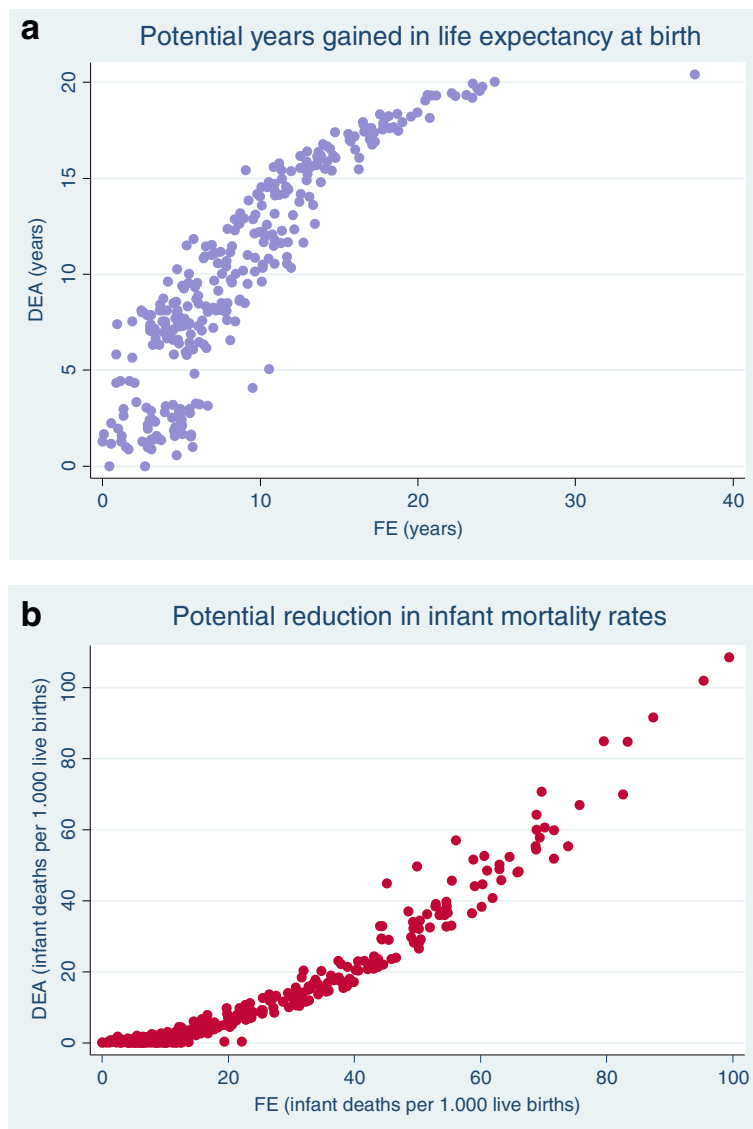 a
Potential years gained in life expectancy at birth
DEA (years)
20
15
10
5
0
0 10 20 30 40
FE (years)
b
Potential reduction in infant mortality rates
DEA (infant deaths per 1.000 live births)
100
80
60
40
20
0
0 20 40 60 80 100
FE (infant deaths per 1.000 live births)